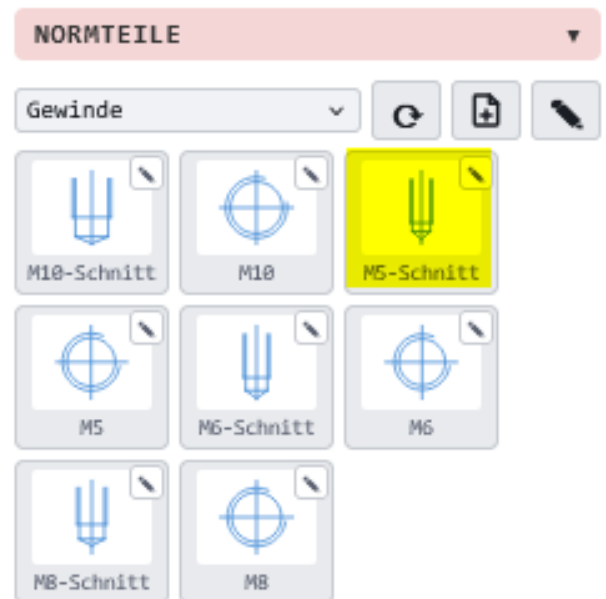 NORMTEILE
Gewinde
M10-Schnitt
M10
M5-Schnitt
M5
M6-Schnitt
M6
M8-Schnitt
M8